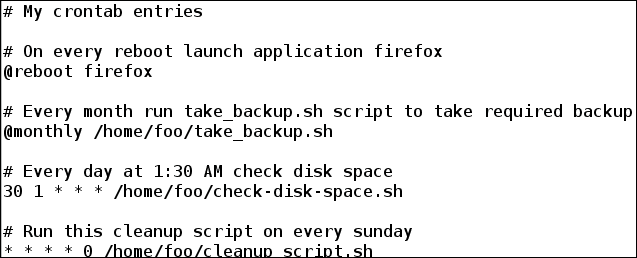 # My crontab entries
# On every reboot launch application firefox
@reboot firefox
# Every month run take_backup.sh script to take required backup
@monthly /home/foo/take_backup.sh
# Every day at 1:30 AM check disk space
30 1 * * * /home/foo/check-disk-space.sh
# Run this cleanup script on every sunday
* * * * 0 /home/foo/cleanup_script.sh